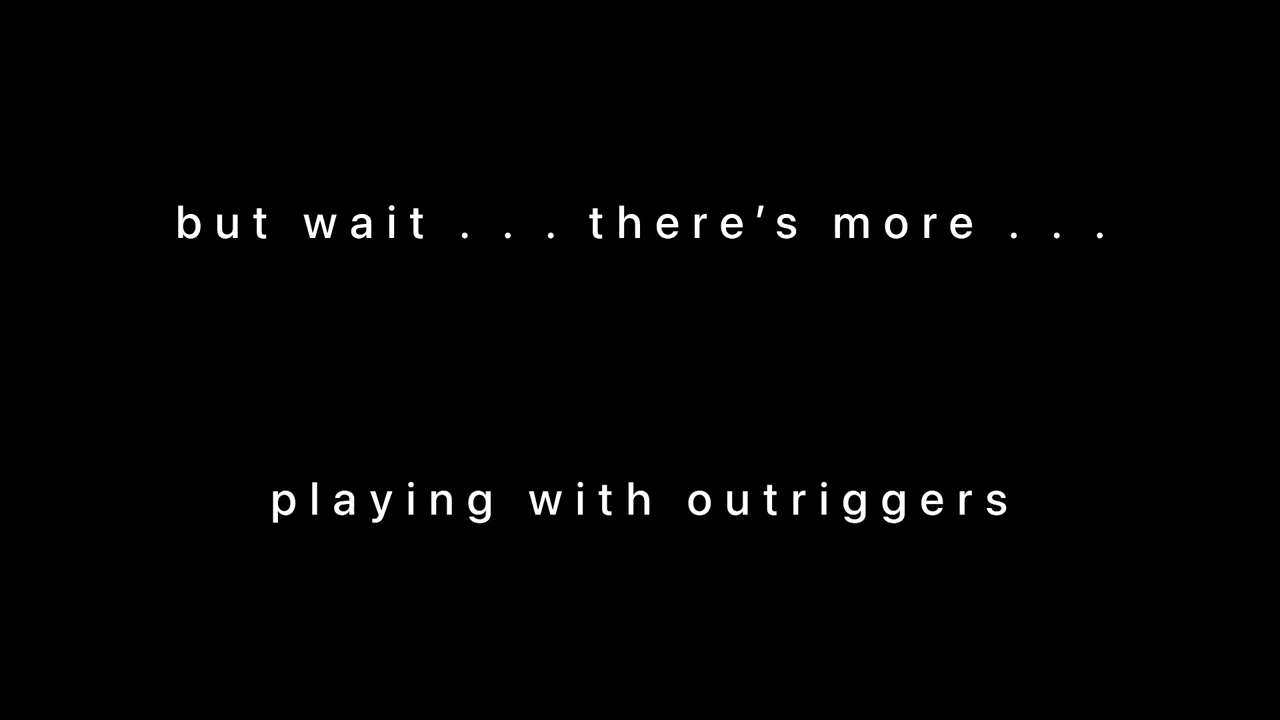 but wait . . . there’s more . . .
playing with outriggers